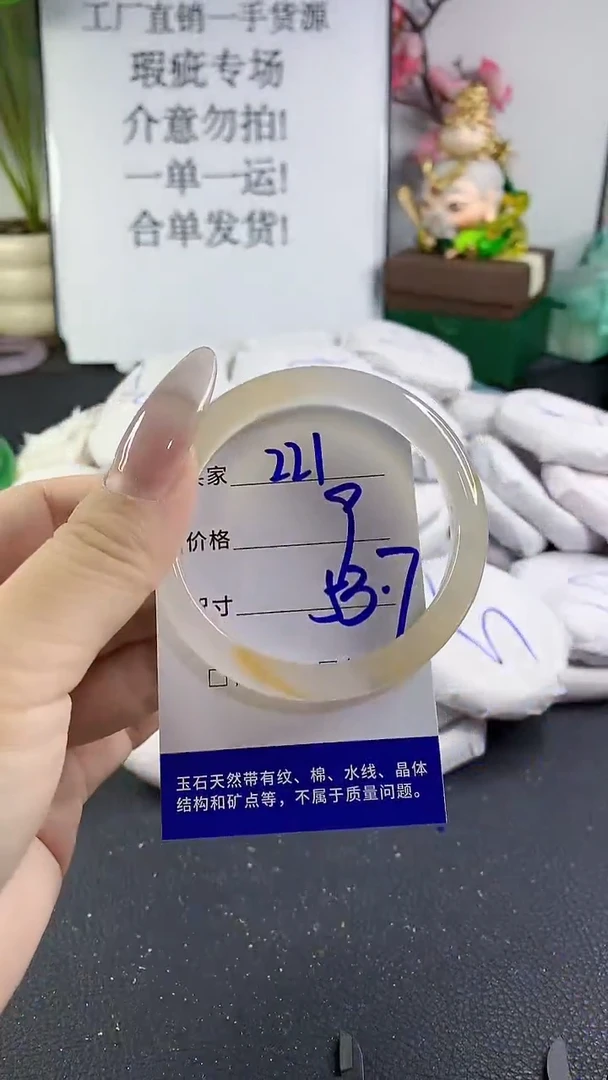 工厂直销一手货源
瑕疵专场
介意勿拍!
一单一运!
合单发货!
家 221
价格
寸 53.7
玉石天然带有纹、棉、水线、晶体
结构和矿点等，不属于质量问题。